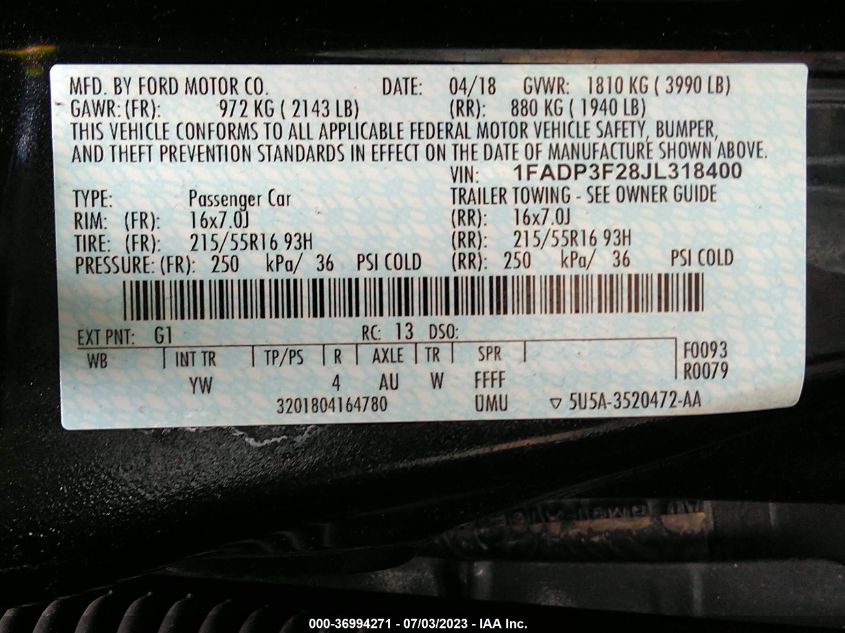 MFD. BY FORD MOTOR CO. DATE: 04/18 GVWR: 1810 KG ( 3990 LB)
GAWR: (FR): 972 KG ( 2143 LB) (RR): 880 KG ( 1940 LB)
THIS VEHICLE CONFORMS TO ALL APPLICABLE FEDERAL MOTOR VEHICLE SAFETY, BUMPER,
AND THEFT PREVENTION STANDARDS IN EFFECT ON THE DATE OF MANUFACTURE SHOWN ABOVE.
VIN: 1FADP3F28JL318400
TYPE: Passenger Car TRAILER TOWING - SEE OWNER GUIDE
RIM: (FR): 16x7.0J (RR): 16x7.0J
TIRE: (FR): 215/55R16 93H (RR): 215/55R16 93H
PRESSURE: (FR): 250 kPa/ 36 PSI COLD (RR): 250 kPa/ 36 PSI COLD
EXT PNT: G1 RC: 13 DSO:
WB INT TR TP/PS R AXLE TR SPR F0093
YW 4 AU W FFFF R0079
3201804164780 UMU ▽ 5U5A-3520472-AA
000-36994271 - 07/03/2023 - IAA Inc.